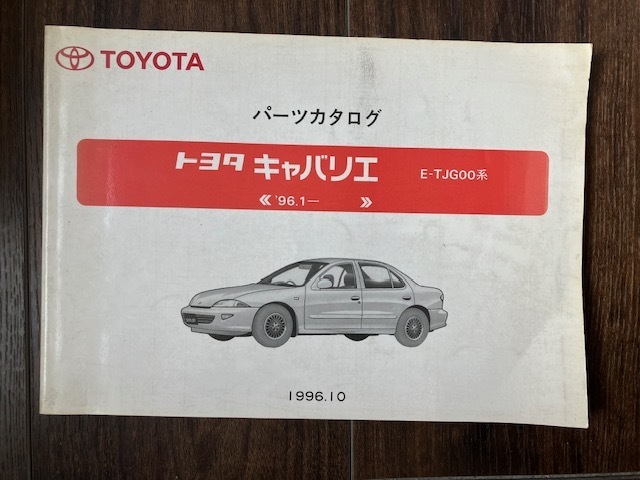 TOYOTA
パーツカタログ
トヨタ キャバリエ E-TJG00系
≪ '96.1— ≫
1996.10